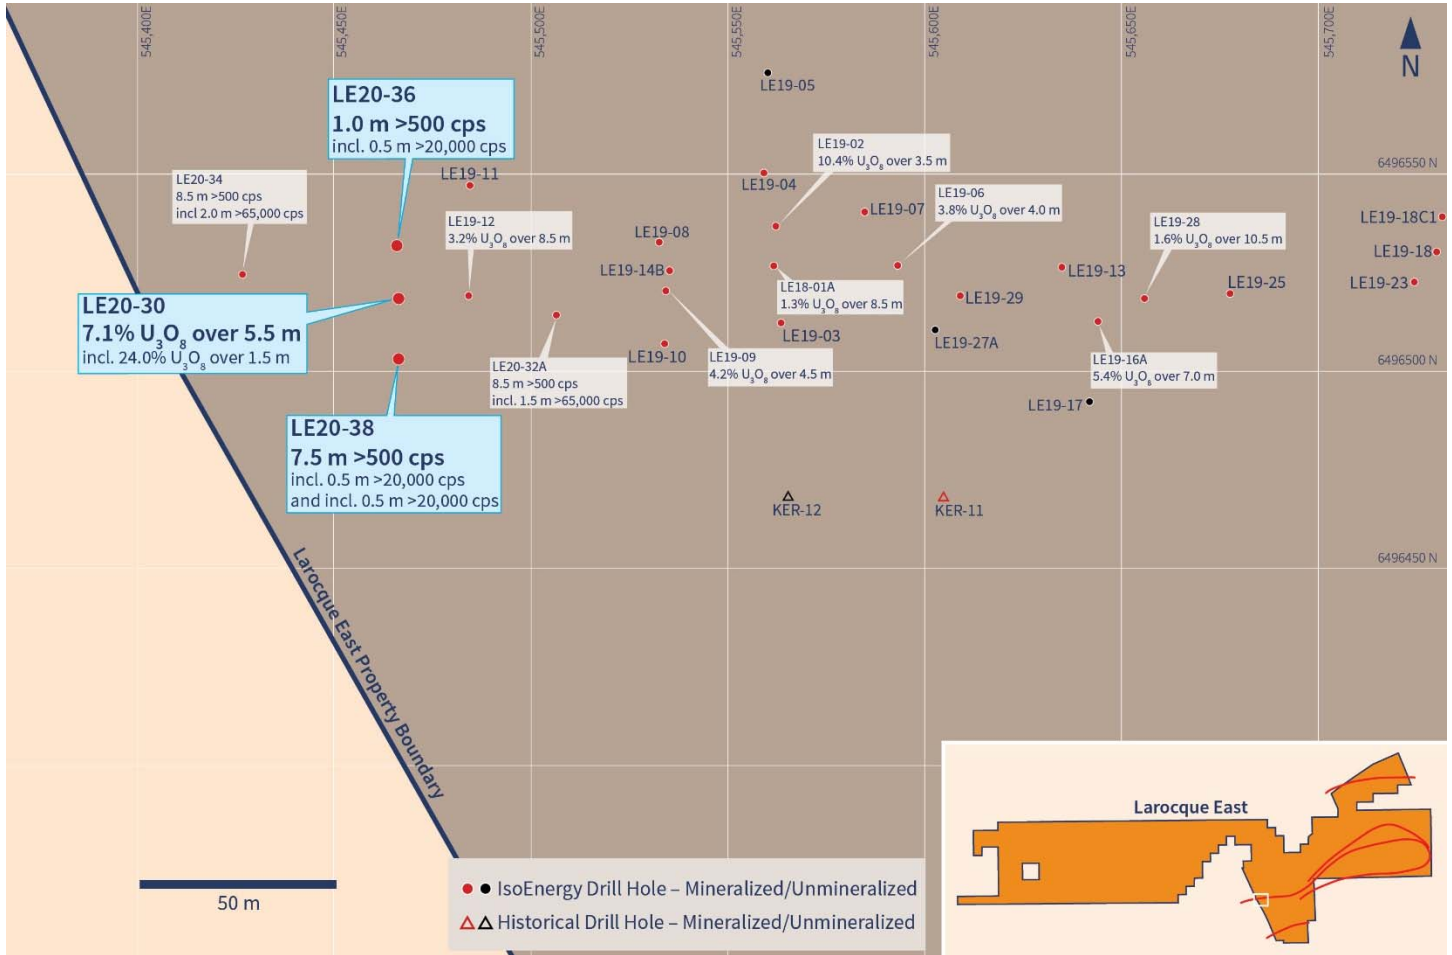 545,400E
545,450E
545,500E
545,550E
545,600E
545,650E
545,700E
N
LE20-36
1.0 m >500 cps
incl. 0.5 m >20,000 cps
LE19-05
LE19-02
10.4% U₃O₈ over 3.5 m
6496550 N
LE20-34
8.5 m >500 cps
incl 2.0 m >65,000 cps
LE19-11
LE19-04
LE19-06
3.8% U₃O₈ over 4.0 m
LE19-12
3.2% U₃O₈ over 8.5 m
LE19-07
LE19-08
LE19-28
1.6% U₃O₈ over 10.5 m
LE19-18C1
LE19-18
LE19-14B
LE19-13
LE19-25
LE19-23
LE18-01A
1.3% U₃O₈ over 8.5 m
LE19-29
LE20-30
7.1% U₃O₈ over 5.5 m
incl. 24.0% U₃O₈ over 1.5 m
LE19-03
LE19-27A
LE19-10
LE19-09
4.2% U₃O₈ over 4.5 m
LE20-32A
8.5 m >500 cps
incl. 1.5 m >65,000 cps
LE19-16A
5.4% U₃O₈ over 7.0 m
6496500 N
LE19-17
LE20-38
7.5 m >500 cps
incl. 0.5 m >20,000 cps
and incl. 0.5 m >20,000 cps
KER-12
KER-11
6496450 N
Larocque East Property Boundary
Larocque East
50 m
IsoEnergy Drill Hole – Mineralized/Unmineralized
Historical Drill Hole – Mineralized/Unmineralized